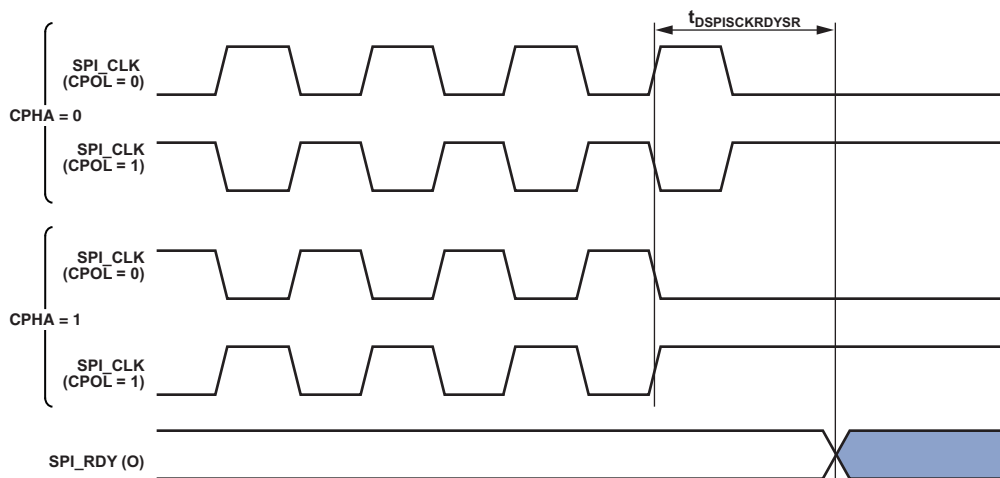 tDSPISCKRDYSR
SPI_CLK
(CPOL = 0)
CPHA = 0
SPI_CLK
(CPOL = 1)
SPI_CLK
(CPOL = 0)
CPHA = 1
SPI_CLK
(CPOL = 1)
SPI_RDY (O)